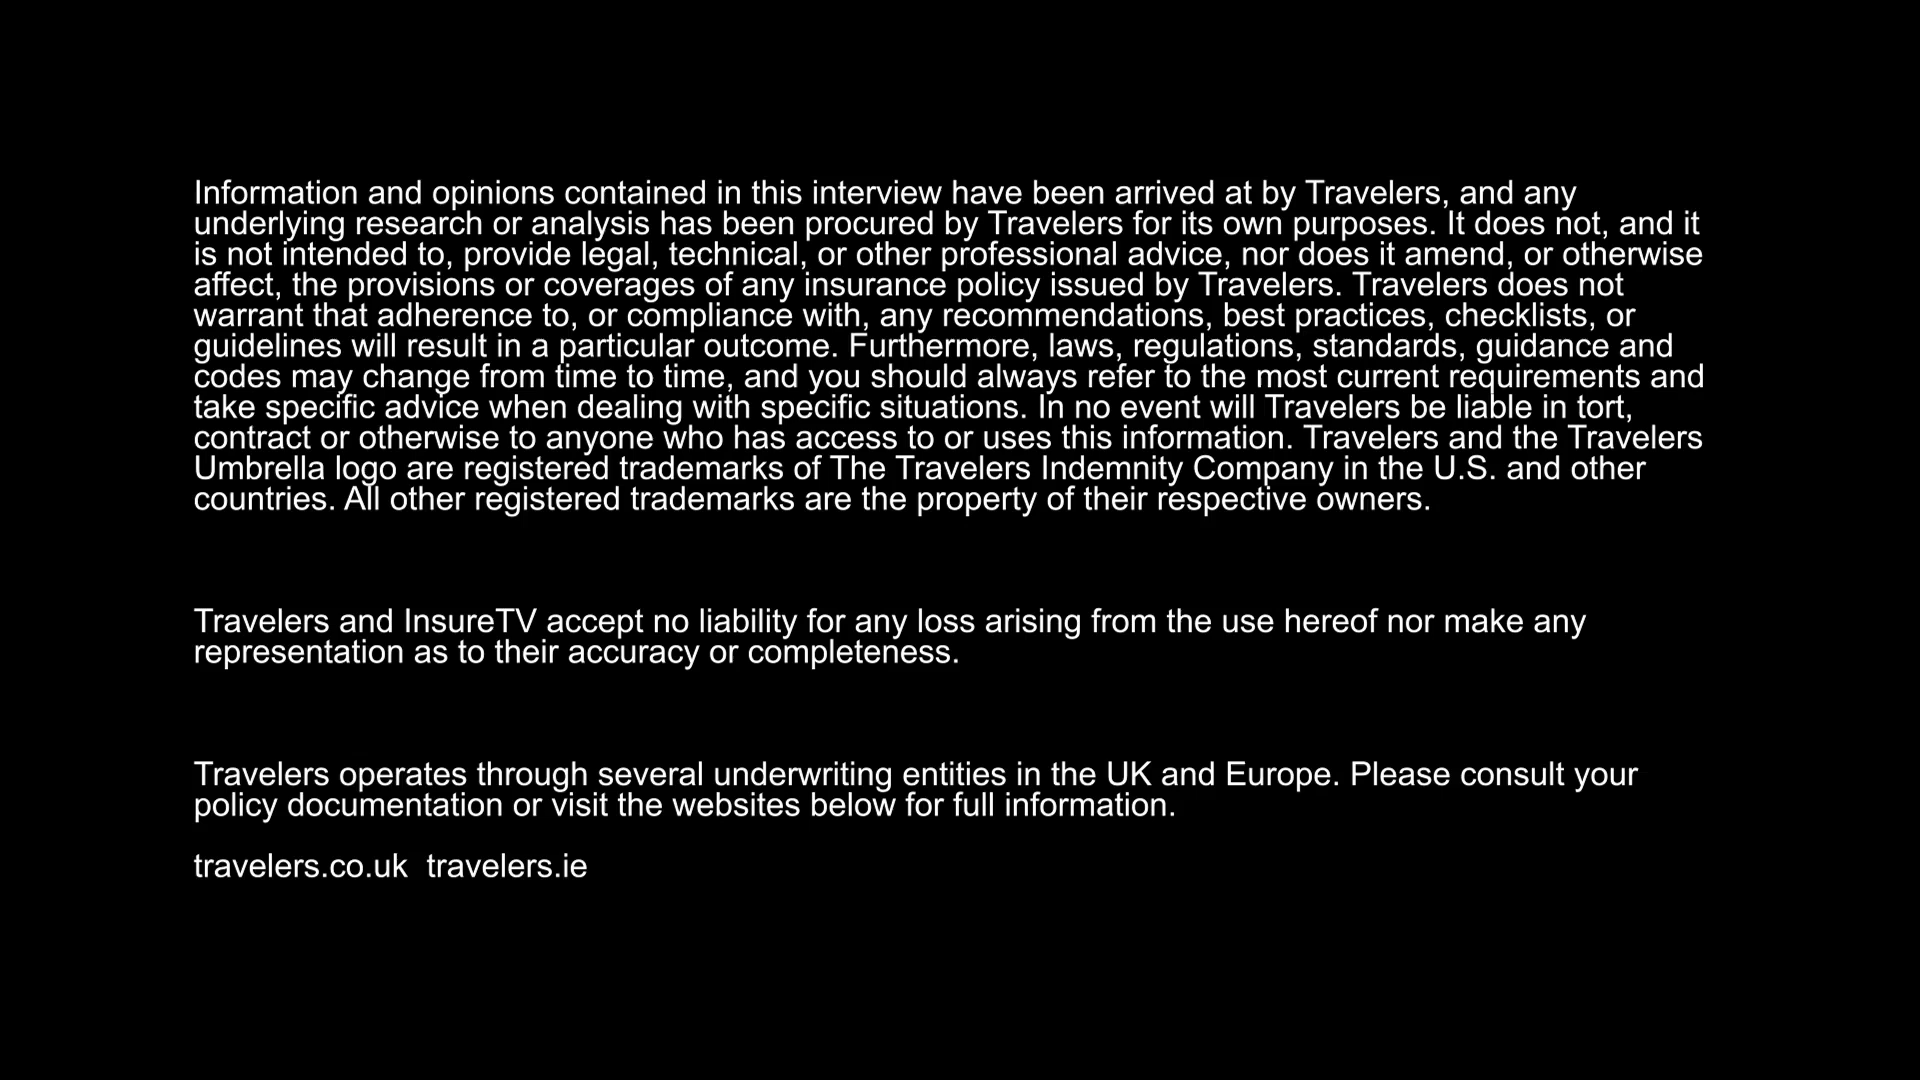 Information and opinions contained in this interview have been arrived at by Travelers, and any
underlying research or analysis has been procured by Travelers for its own purposes. It does not, and it
is not intended to, provide legal, technical, or other professional advice, nor does it amend, or otherwise
affect, the provisions or coverages of any insurance policy issued by Travelers. Travelers does not
warrant that adherence to, or compliance with, any recommendations, best practices, checklists, or
guidelines will result in a particular outcome. Furthermore, laws, regulations, standards, guidance and
codes may change from time to time, and you should always refer to the most current requirements and
take specific advice when dealing with specific situations. In no event will Travelers be liable in tort,
contract or otherwise to anyone who has access to or uses this information. Travelers and the Travelers
Umbrella logo are registered trademarks of The Travelers Indemnity Company in the U.S. and other
countries. All other registered trademarks are the property of their respective owners.
Travelers and InsureTV accept no liability for any loss arising from the use hereof nor make any
representation as to their accuracy or completeness.
Travelers operates through several underwriting entities in the UK and Europe. Please consult your
policy documentation or visit the websites below for full information.
travelers.co.uk  travelers.ie